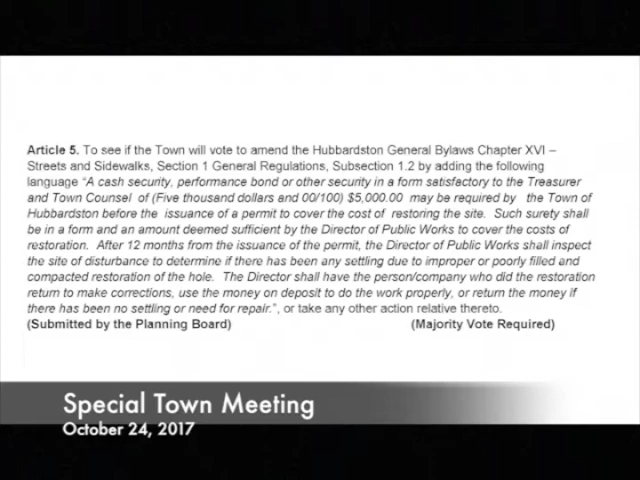 Article 5. To see if the Town will vote to amend the Hubbardston General Bylaws Chapter XVI –
Streets and Sidewalks, Section 1 General Regulations, Subsection 1.2 by adding the following
language “A cash security, performance bond or other security in a form satisfactory to the Treasurer
and Town Counsel of (Five thousand dollars and 00/100) $5,000.00 may be required by the Town of
Hubbardston before the issuance of a permit to cover the cost of restoring the site. Such surety shall
be in a form and an amount deemed sufficient by the Director of Public Works to cover the costs of
restoration. After 12 months from the issuance of the permit, the Director of Public Works shall inspect
the site of disturbance to determine if there has been any settling due to improper or poorly filled and
compacted restoration of the hole. The Director shall have the person/company who did the restoration
return to make corrections, use the money on deposit to do the work properly, or return the money if
there has been no settling or need for repair.”, or take any other action relative thereto.
(Submitted by the Planning Board) (Majority Vote Required)
Special Town Meeting
October 24, 2017